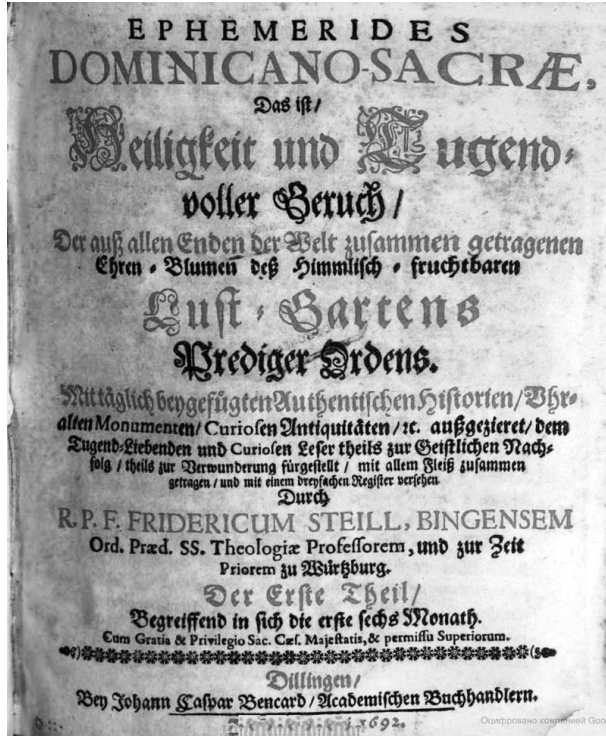 EPHEMERIDES
DOMINICANO-SACRÆ,
Das ist/
Heiligkeit und Tugend-
voller Geruch/
Der auß allen Enden der Welt zusammen getragenen
Ehren-Blumen̄ deß Himmlisch-fruchtbaren
Lust-Gartens
Prediger Ordens.
Mit täglich beygefügten Authentischen Historien/ Uhr-
alten Monumenten/ Curiosen Antiquitäten/ ꝛc. außgezieret/ dem
Tugend-Liebenden und Curiosen Leser theils zur Geistlichen Nach-
folg/ theils zur Verwunderung fürgestellt/ mit allem Fleiß zusammen
getragen/ und mit einem dreyfachen Register versehen
Durch
R. P. F. FRIDERICUM STEILL, BINGENSEM
Ord. Præd. SS. Theologiæ Professorem, und zur Zeit
Priorem zu Würtzburg.
Der Erste Theil/
Begreiffend in sich die erste sechs Monath.
Cum Gratia & Privilegio Sac. Cæs. Majestatis, & permissu Superiorum.
Dillingen/
Bey Johann Caspar Bencard/ Academischen Buchhandlern.
1692.
Оцифровано компанией Goo